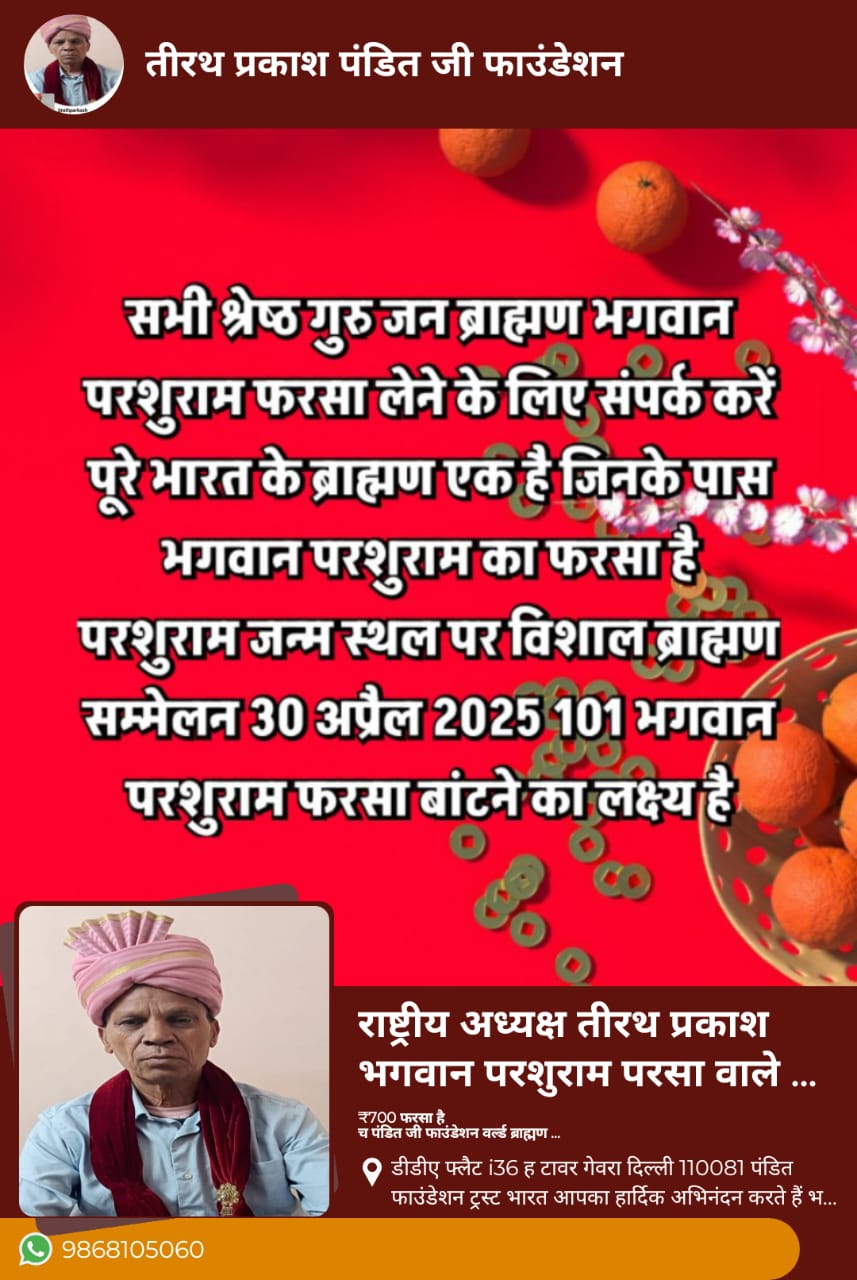 तीरथ प्रकाश पंडित जी फाउंडेशन
सभी श्रेष्ठ गुरु जन ब्राह्मण भगवान
परशुराम फरसा लेने के लिए संपर्क करें
पूरे भारत के ब्राह्मण एक है जिनके पास
भगवान परशुराम का फरसा है
परशुराम जन्म स्थल पर विशाल ब्राह्मण
सम्मेलन 30 अप्रैल 2025 101 भगवान
परशुराम फरसा बांटने का लक्ष्य है
राष्ट्रीय अध्यक्ष तीरथ प्रकाश
भगवान परशुराम परसा वाले ...
₹700 फरसा है
च पंडित जी फाउंडेशन वर्ल्ड ब्राह्मण ...
डीडीए फ्लैट i36 ह टावर गेवरा दिल्ली 110081 पंडित
फाउंडेशन ट्रस्ट भारत आपका हार्दिक अभिनंदन करते हैं भ...
9868105060